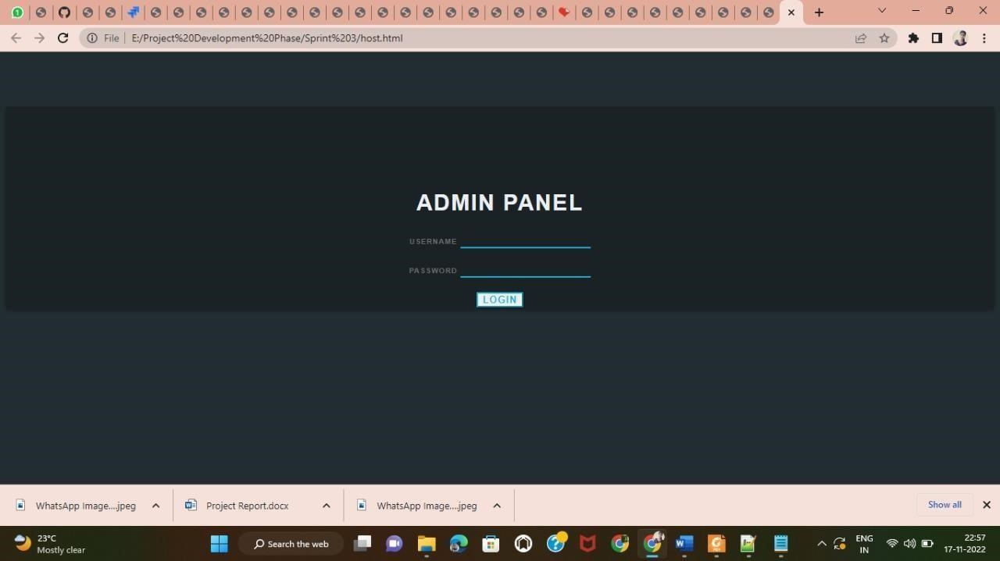 1
File
E:/Project%20Development%20Phase/Sprint%203/host.html
ADMIN PANEL
USERNAME
PASSWORD
LOGIN
WhatsApp Image....jpeg
Project Report.docx
WhatsApp Image....jpeg
Show all
23°C
Mostly clear
Search the web
ENG
IN
22:57
17-11-2022